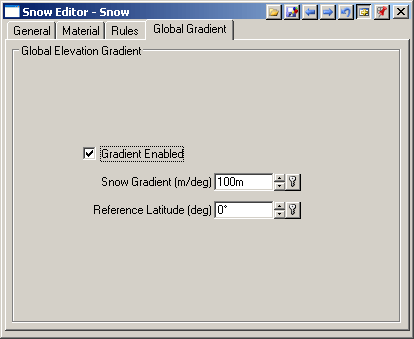 Snow Editor - Snow
General Material Rules Global Gradient
Global Elevation Gradient
Gradient Enabled
Snow Gradient (m/deg) 100m
Reference Latitude (deg) 0°